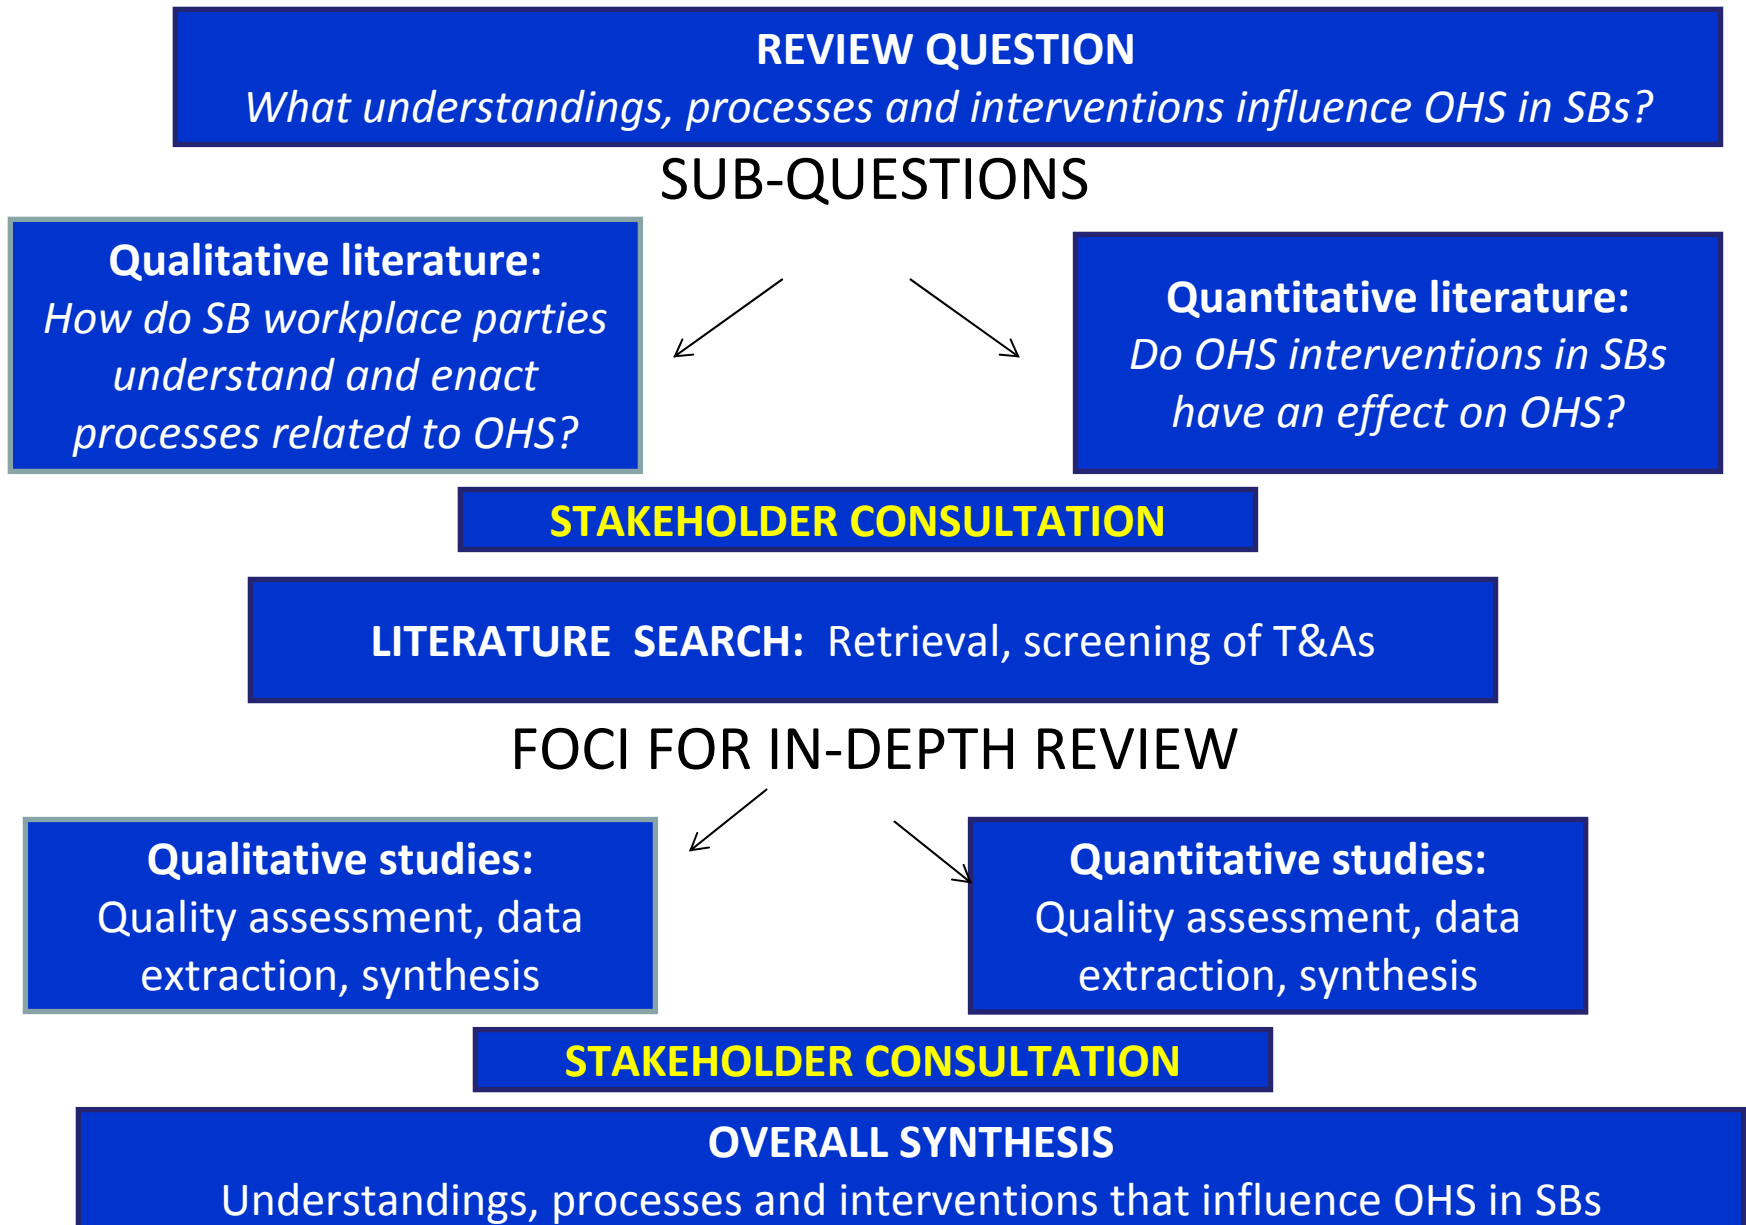 REVIEW QUESTION
What understandings, processes and interventions influence OHS in SBs?
SUB-QUESTIONS
Qualitative literature:
How do SB workplace parties
understand and enact
processes related to OHS?
Quantitative literature:
Do OHS interventions in SBs
have an effect on OHS?
STAKEHOLDER CONSULTATION
LITERATURE SEARCH: Retrieval, screening of T&As
FOCI FOR IN-DEPTH REVIEW
Qualitative studies:
Quality assessment, data
extraction, synthesis
Quantitative studies:
Quality assessment, data
extraction, synthesis
STAKEHOLDER CONSULTATION
OVERALL SYNTHESIS
Understandings, processes and interventions that influence OHS in SBs